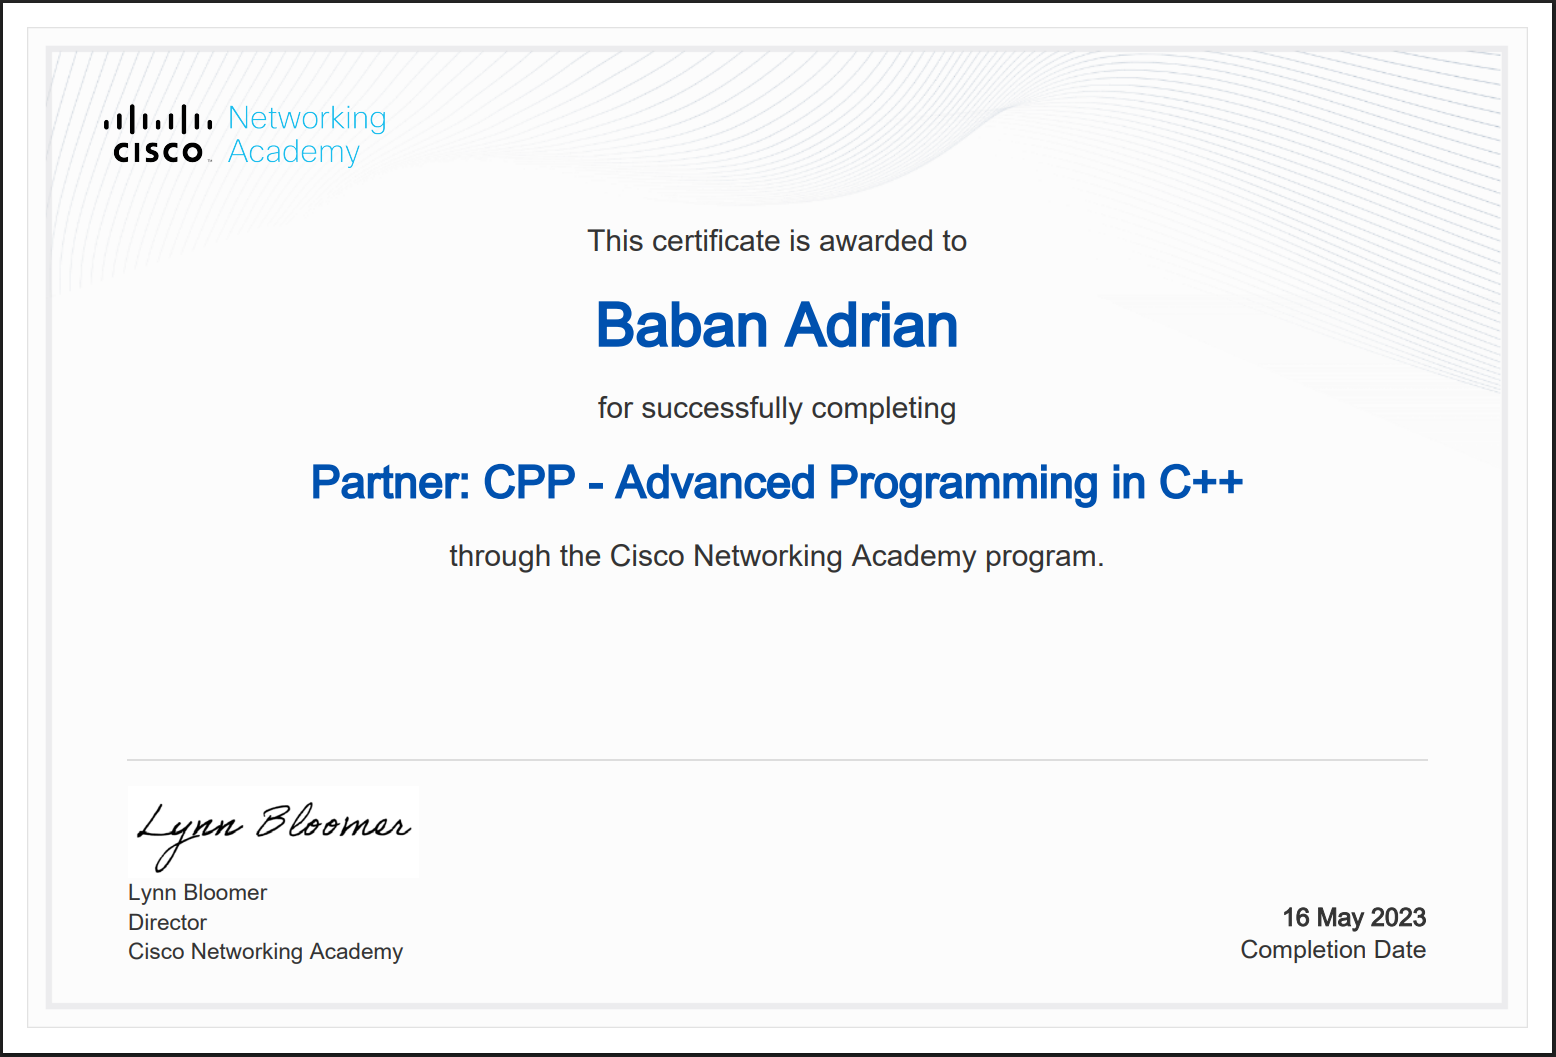 CISCO
Networking
Academy
This certificate is awarded to
Baban Adrian
for successfully completing
Partner: CPP - Advanced Programming in C++
through the Cisco Networking Academy program.
Lynn Bloomer
Lynn Bloomer
Director
Cisco Networking Academy
16 May 2023
Completion Date